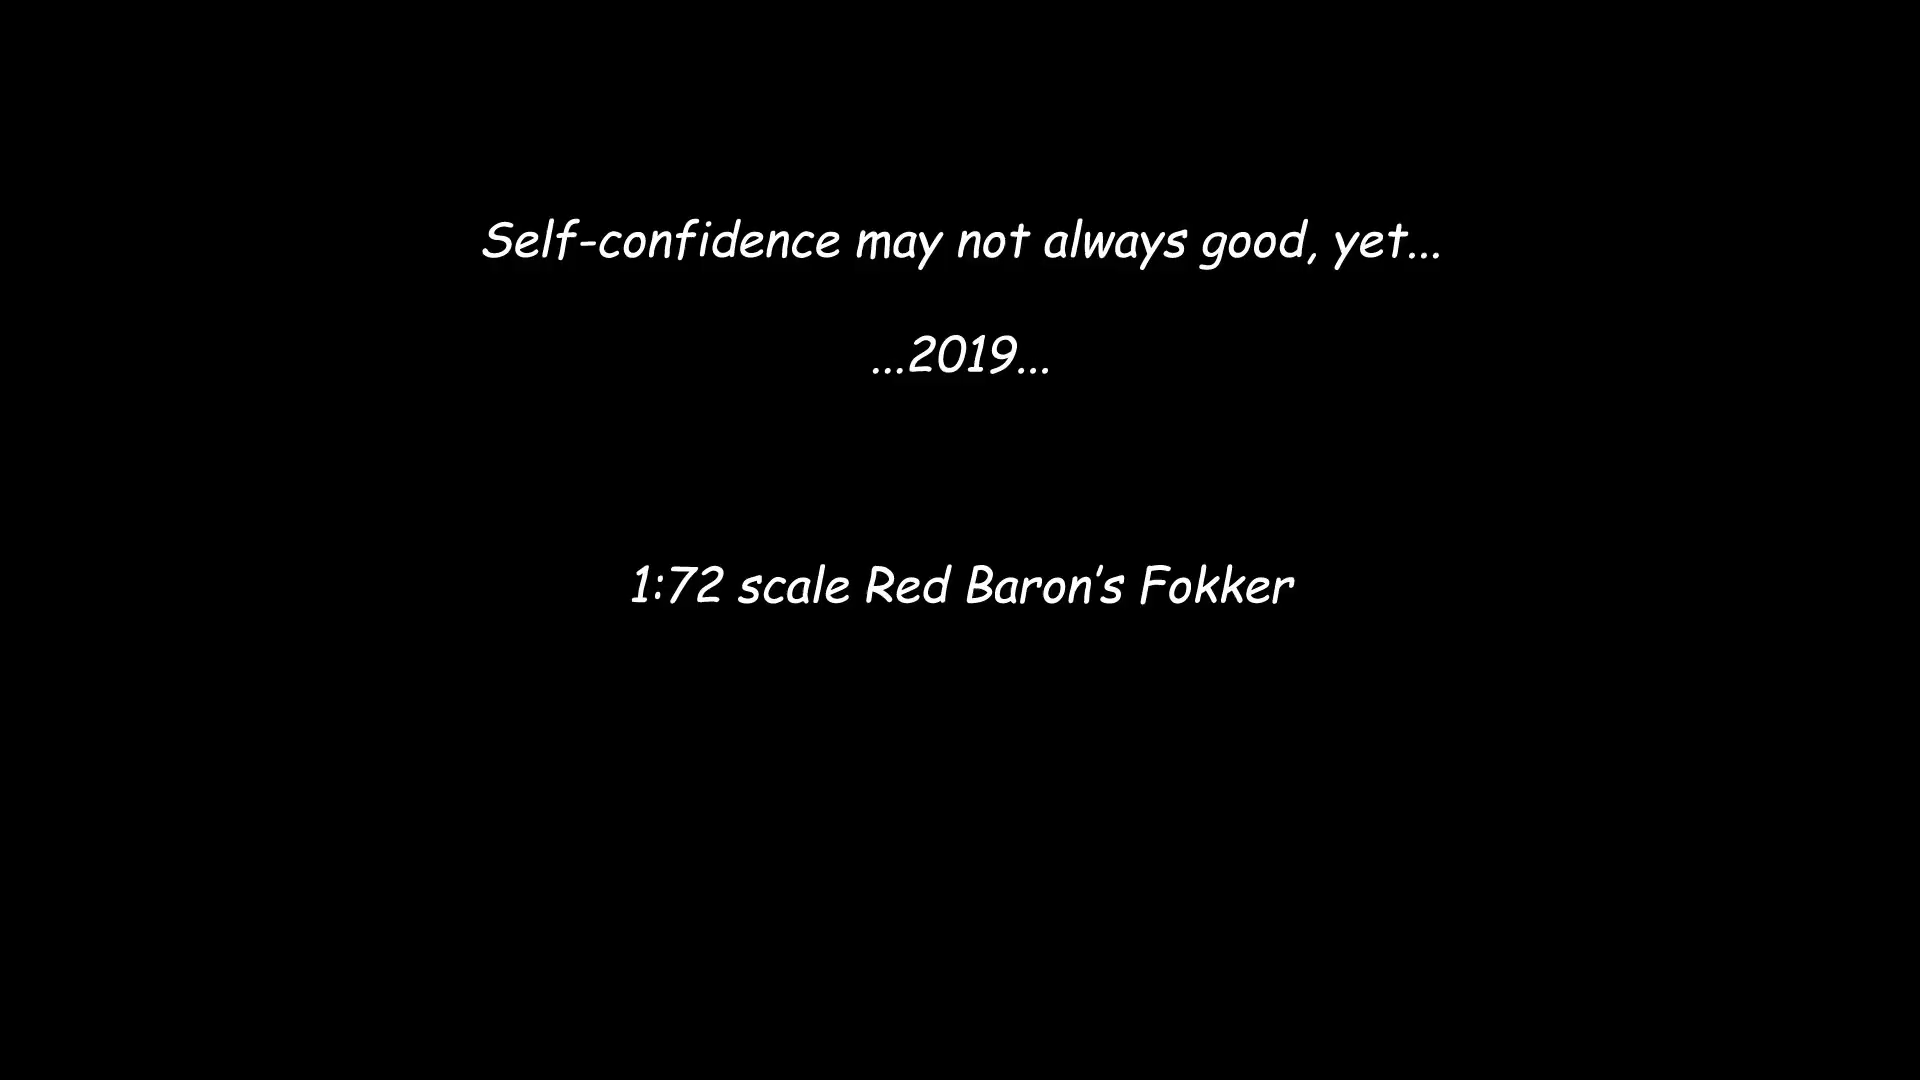 Self-confidence may not always good, yet...
...2019...
1:72 scale Red Baron's Fokker